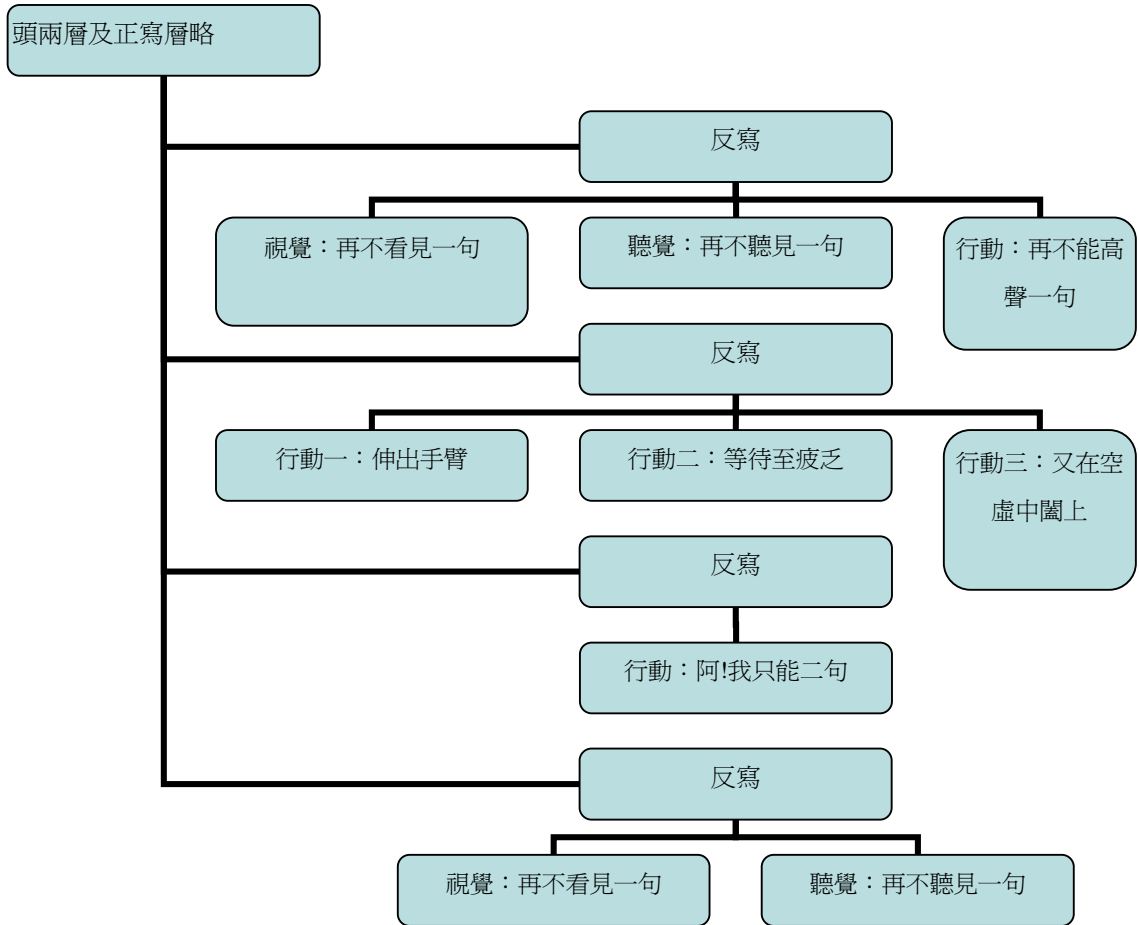 頭兩層及正寫層略
反寫
視覺：再不看見一句
聽覺：再不聽見一句
行動：再不能高
聲一句
反寫
行動一：伸出手臂
行動二：等待至疲乏
行動三：又在空
虛中闔上
反寫
行動：阿!我只能二句
反寫
視覺：再不看見一句
聽覺：再不聽見一句